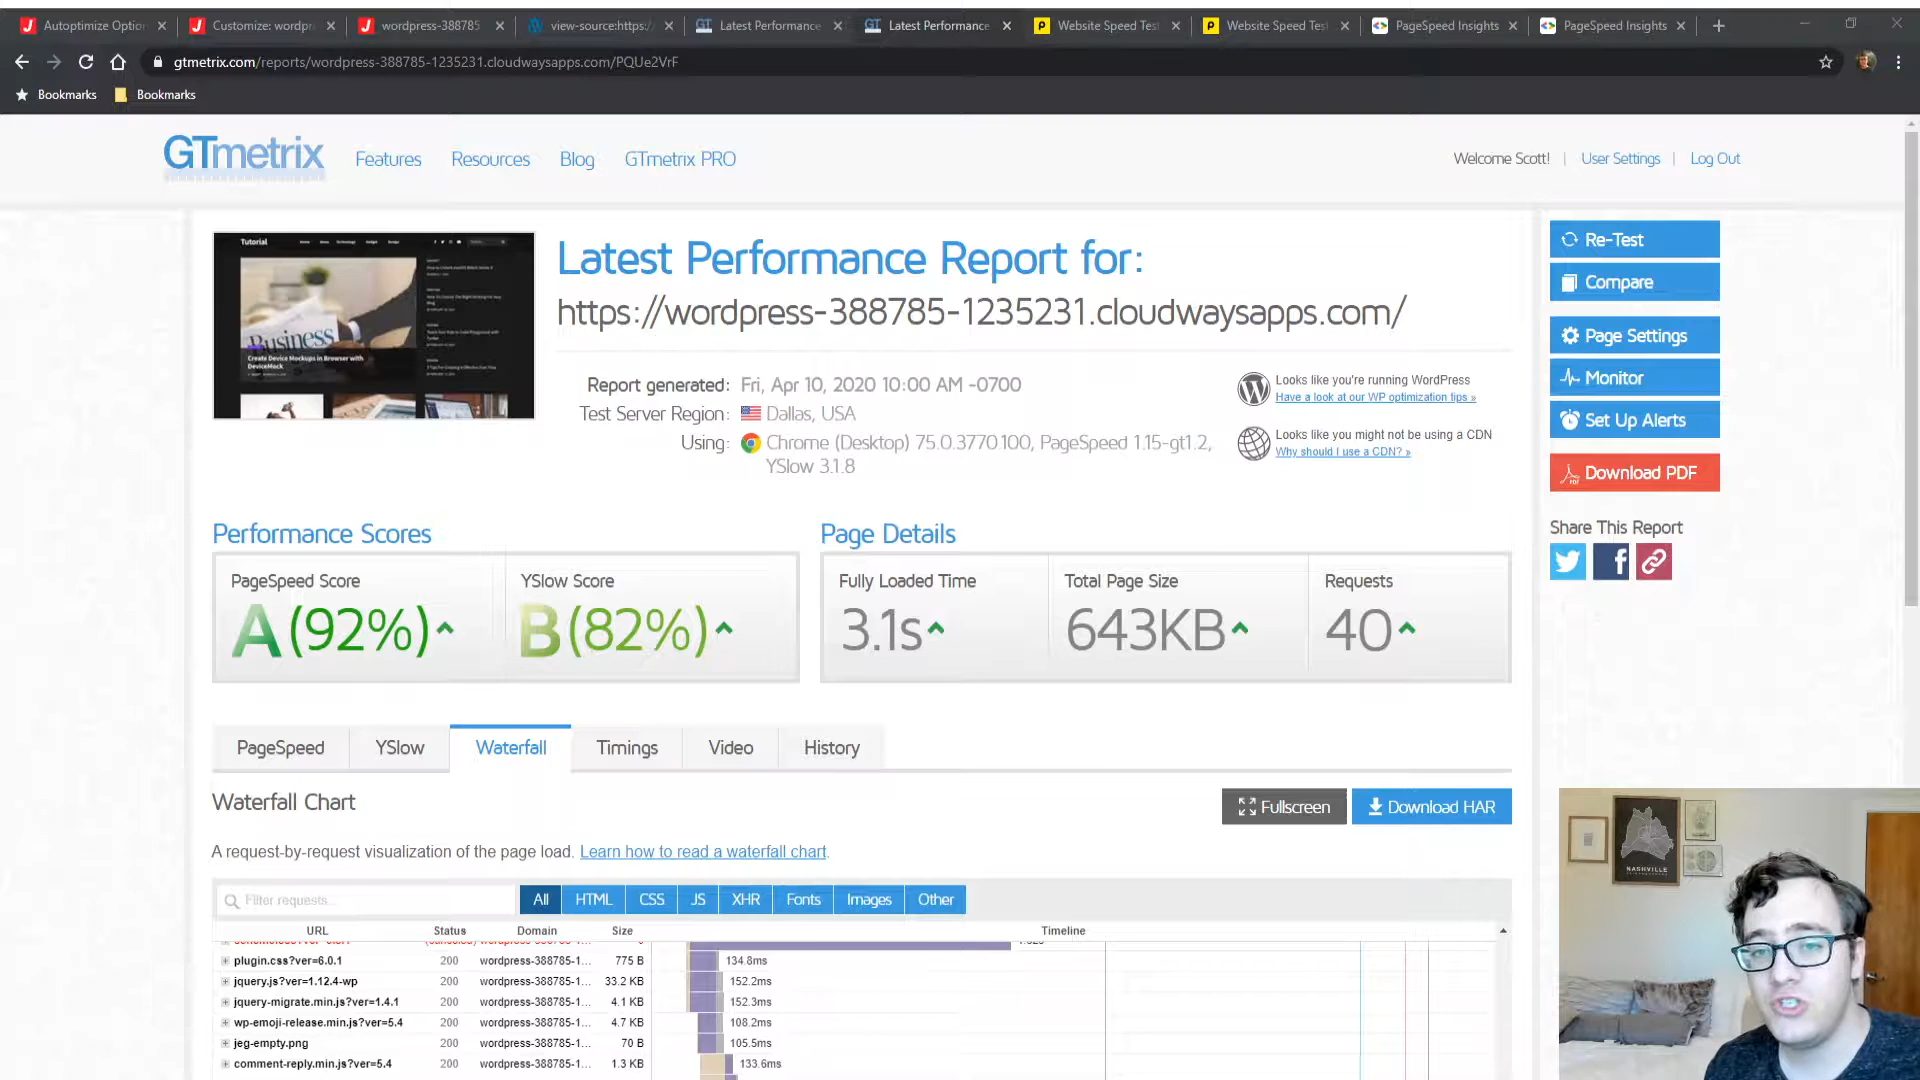 Autoptimize Option
Customize: wordpr
wordpress-388785
view-source:https:/
Latest Performance
Latest Performance
Website Speed Tes
Website Speed Tes
PageSpeed Insights
PageSpeed Insights
gtmetrix.com/reports/wordpress-388785-1235231.cloudwaysapps.com/PQUe2VrF
Bookmarks
Bookmarks
GTmetrix
Features
Resources
Blog
GTmetrix PRO
Welcome Scott!
User Settings
Log Out
Tutorial
Business
Create Device Mockups in Browser with
DeviceMock
Latest Performance Report for:
https://wordpress-388785-1235231.cloudwaysapps.com/
Report generated: Fri, Apr 10, 2020 10:00 AM -0700
Test Server Region: Dallas, USA
Using: Chrome (Desktop) 75.0.3770.100, PageSpeed 1.15-gt1.2,
YSlow 3.1.8
Looks like you're running WordPress
Have a look at our WP optimization tips »
Looks like you might not be using a CDN
Why should I use a CDN? »
Re-Test
Compare
Page Settings
Monitor
Set Up Alerts
Download PDF
Share This Report
Performance Scores
PageSpeed Score
A (92%)
YSlow Score
B (82%)
Page Details
Fully Loaded Time
3.1s
Total Page Size
643KB
Requests
40
PageSpeed
YSlow
Waterfall
Timings
Video
History
Waterfall Chart
Fullscreen
Download HAR
A request-by-request visualization of the page load. Learn how to read a waterfall chart.
Filter requests...
All
HTML
CSS
JS
XHR
Fonts
Images
Other
URL Status Domain Size Timeline
plugin.css?ver=6.0.1 200 wordpress-388785-1... 775 B 134.8ms
jquery.js?ver=1.12.4-wp 200 wordpress-388785-1... 33.2 KB 152.2ms
jquery-migrate.min.js?ver=1.4.1 200 wordpress-388785-1... 4.1 KB 152.3ms
wp-emoji-release.min.js?ver=5.4 200 wordpress-388785-1... 4.7 KB 108.2ms
jeg-empty.png 200 wordpress-388785-1... 70 B 105.5ms
comment-reply.min.js?ver=5.4 200 wordpress-388785-1... 1.3 KB 133.6ms
NASHVILLE